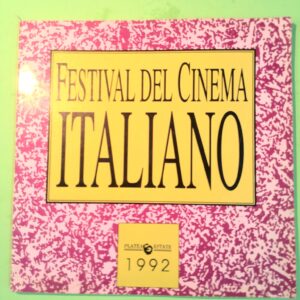 FESTIVAL DEL CINEMA
ITALIANO
PLATEA ESTATE
1992